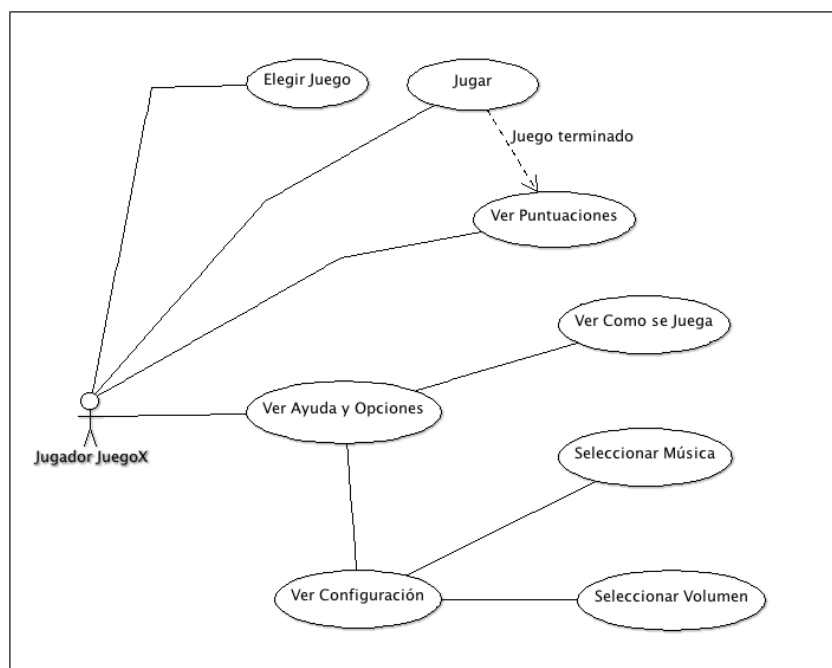 Elegir Juego
Jugar
Juego terminado
Ver Puntuaciones
Ver Como se Juega
Ver Ayuda y Opciones
Jugador JuegoX
Seleccionar Música
Ver Configuración
Seleccionar Volumen